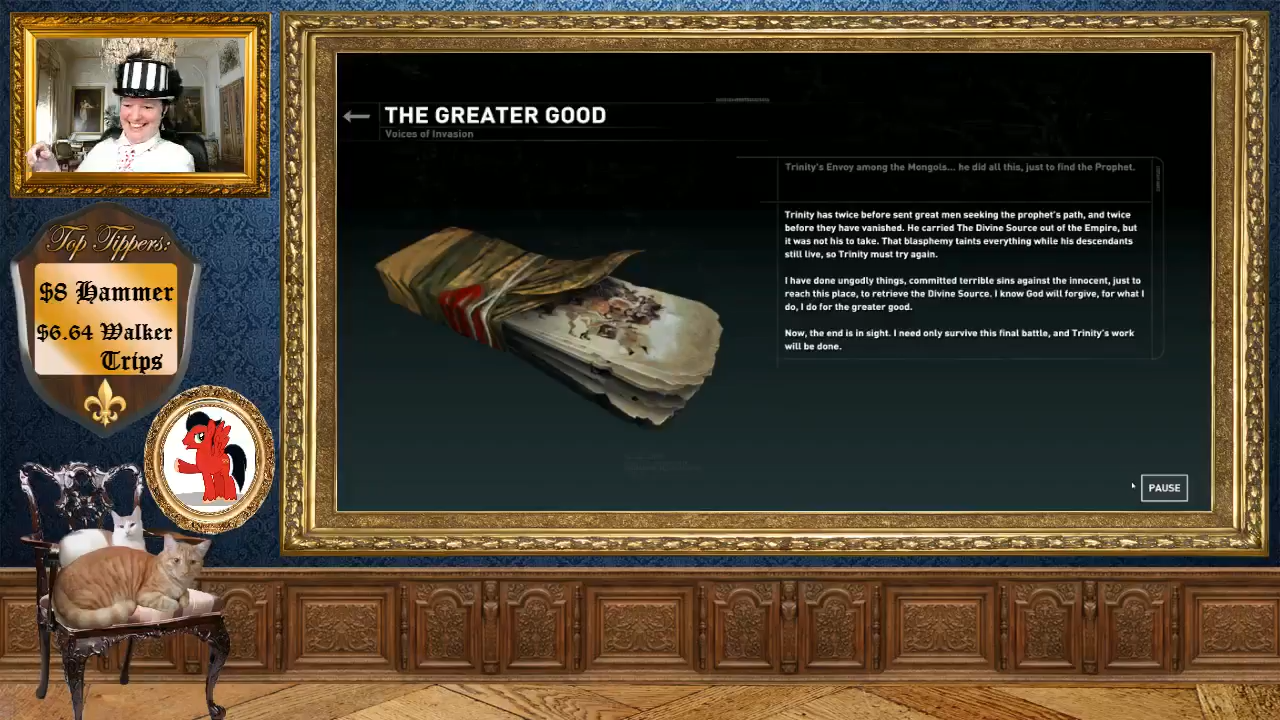 THE GREATER GOOD
Voices of Invasion
Trinity's Envoy among the Mongols... he did all this, just to find the Prophet.
Trinity has twice before sent great men seeking the prophet's path, and twice
before they have vanished. He carried The Divine Source out of the Empire, but
it was not his to take. That blasphemy taints everything while his descendants
still live, so Trinity must try again.
I have done ungodly things, committed terrible sins against the innocent, just to
reach this place, to retrieve the Divine Source. I know God will forgive, for what I
do, I do for the greater good.
Now, the end is in sight. I need only survive this final battle, and Trinity's work
will be done.
PAUSE
Top Tippers:
$8 Hammer
$6.64 Walker
Trips